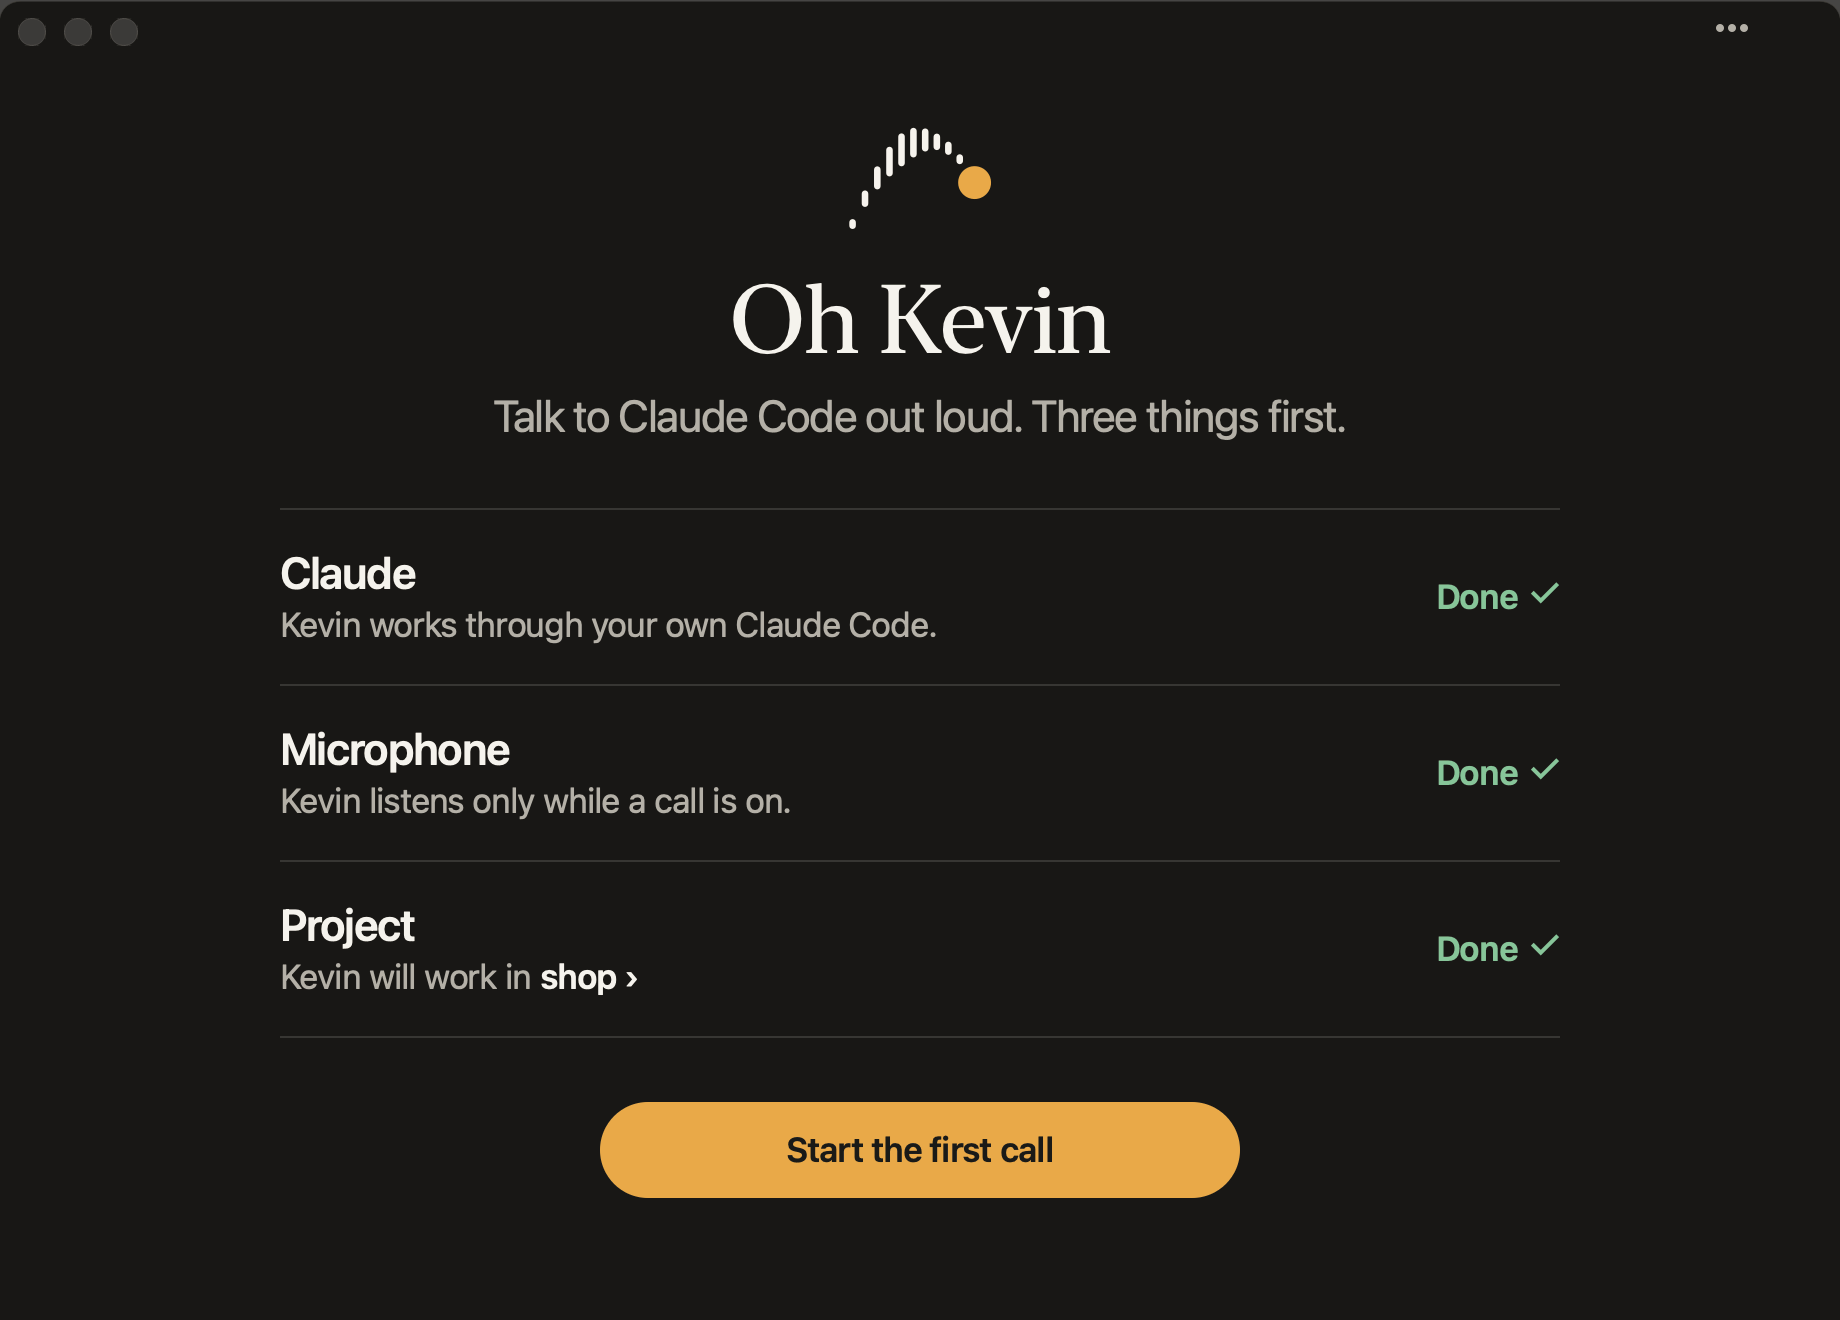 Oh Kevin
Talk to Claude Code out loud. Three things first.
Claude
Kevin works through your own Claude Code.
Done ✓
Microphone
Kevin listens only while a call is on.
Done ✓
Project
Kevin will work in shop ›
Done ✓
Start the first call